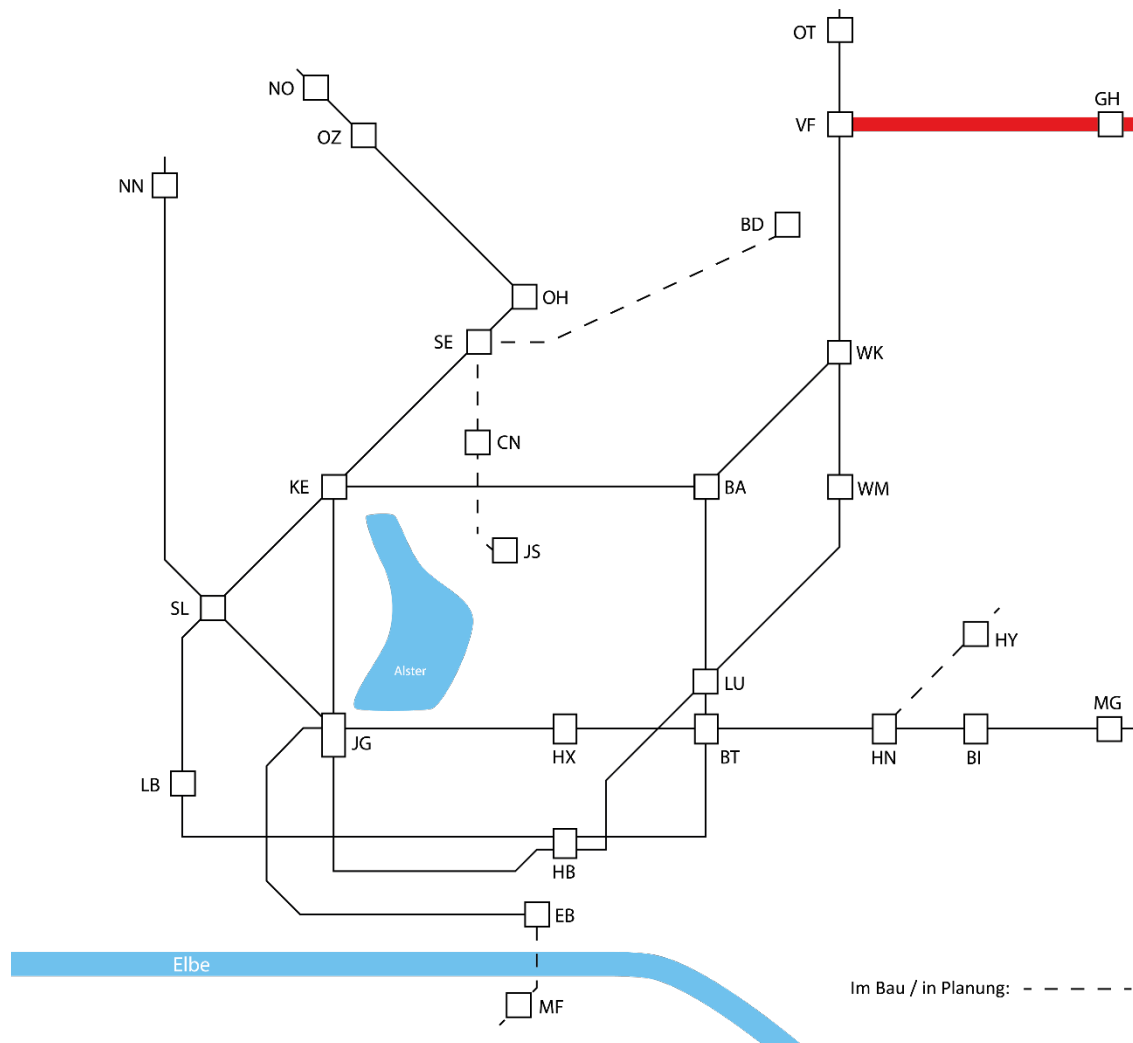 OT
NO
GH
VF
OZ
NN
BD
OH
SE
WK
CN
KE
BA
WM
JS
SL
HY
Alster
LU
MG
JG
HX
BT
HN
BI
LB
HB
EB
Elbe
Im Bau / in Planung:
MF